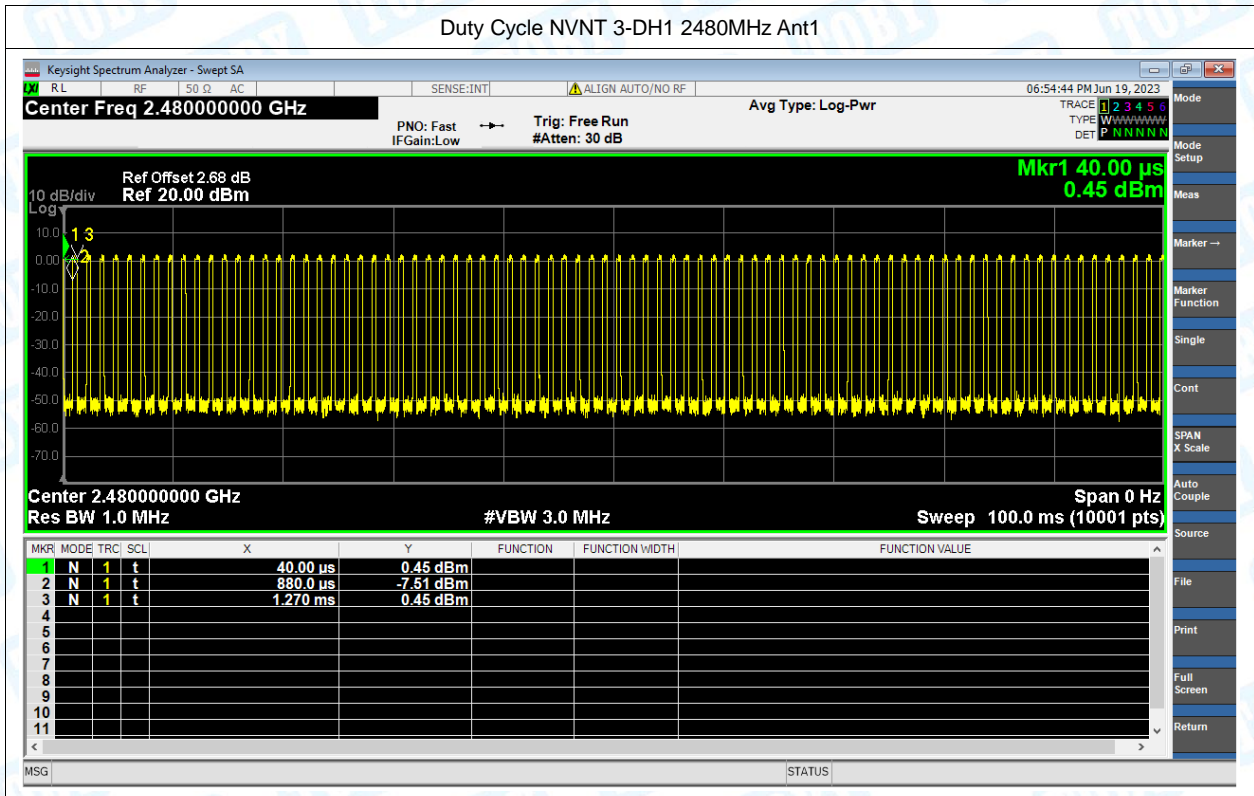 Duty Cycle NVNT 3-DH1 2480MHz Ant1
Keysight Spectrum Analyzer - Swept SA
LXI RL RF 50 Ω AC SENSE:INT ALIGN AUTO/NO RF 06:54:44 PM Jun 19, 2023
Center Freq 2.480000000 GHz
Avg Type: Log-Pwr
TRACE 1 2 3 4 5 6
TYPE WWWWWWW
DET P N N N N N
PNO: Fast
IFGain:Low
Trig: Free Run
#Atten: 30 dB
Ref Offset 2.68 dB
Ref 20.00 dBm
10 dB/div
Log
Mkr1 40.00 µs
0.45 dBm
10.0
0.00
-10.0
-20.0
-30.0
-40.0
-50.0
-60.0
-70.0
1 3
2
Center 2.480000000 GHz Span 0 Hz
Res BW 1.0 MHz #VBW 3.0 MHz Sweep 100.0 ms (10001 pts)
MKR MODE TRC SCL X Y FUNCTION FUNCTION WIDTH FUNCTION VALUE
1 N 1 t 40.00 µs 0.45 dBm
2 N 1 t 880.0 µs -7.51 dBm
3 N 1 t 1.270 ms 0.45 dBm
4
5
6
7
8
9
10
11
MSG STATUS
Mode
Mode Setup
Meas
Marker→
Marker Function
Single
Cont
SPAN X Scale
Auto Couple
Source
File
Print
Full Screen
Return
TOBY